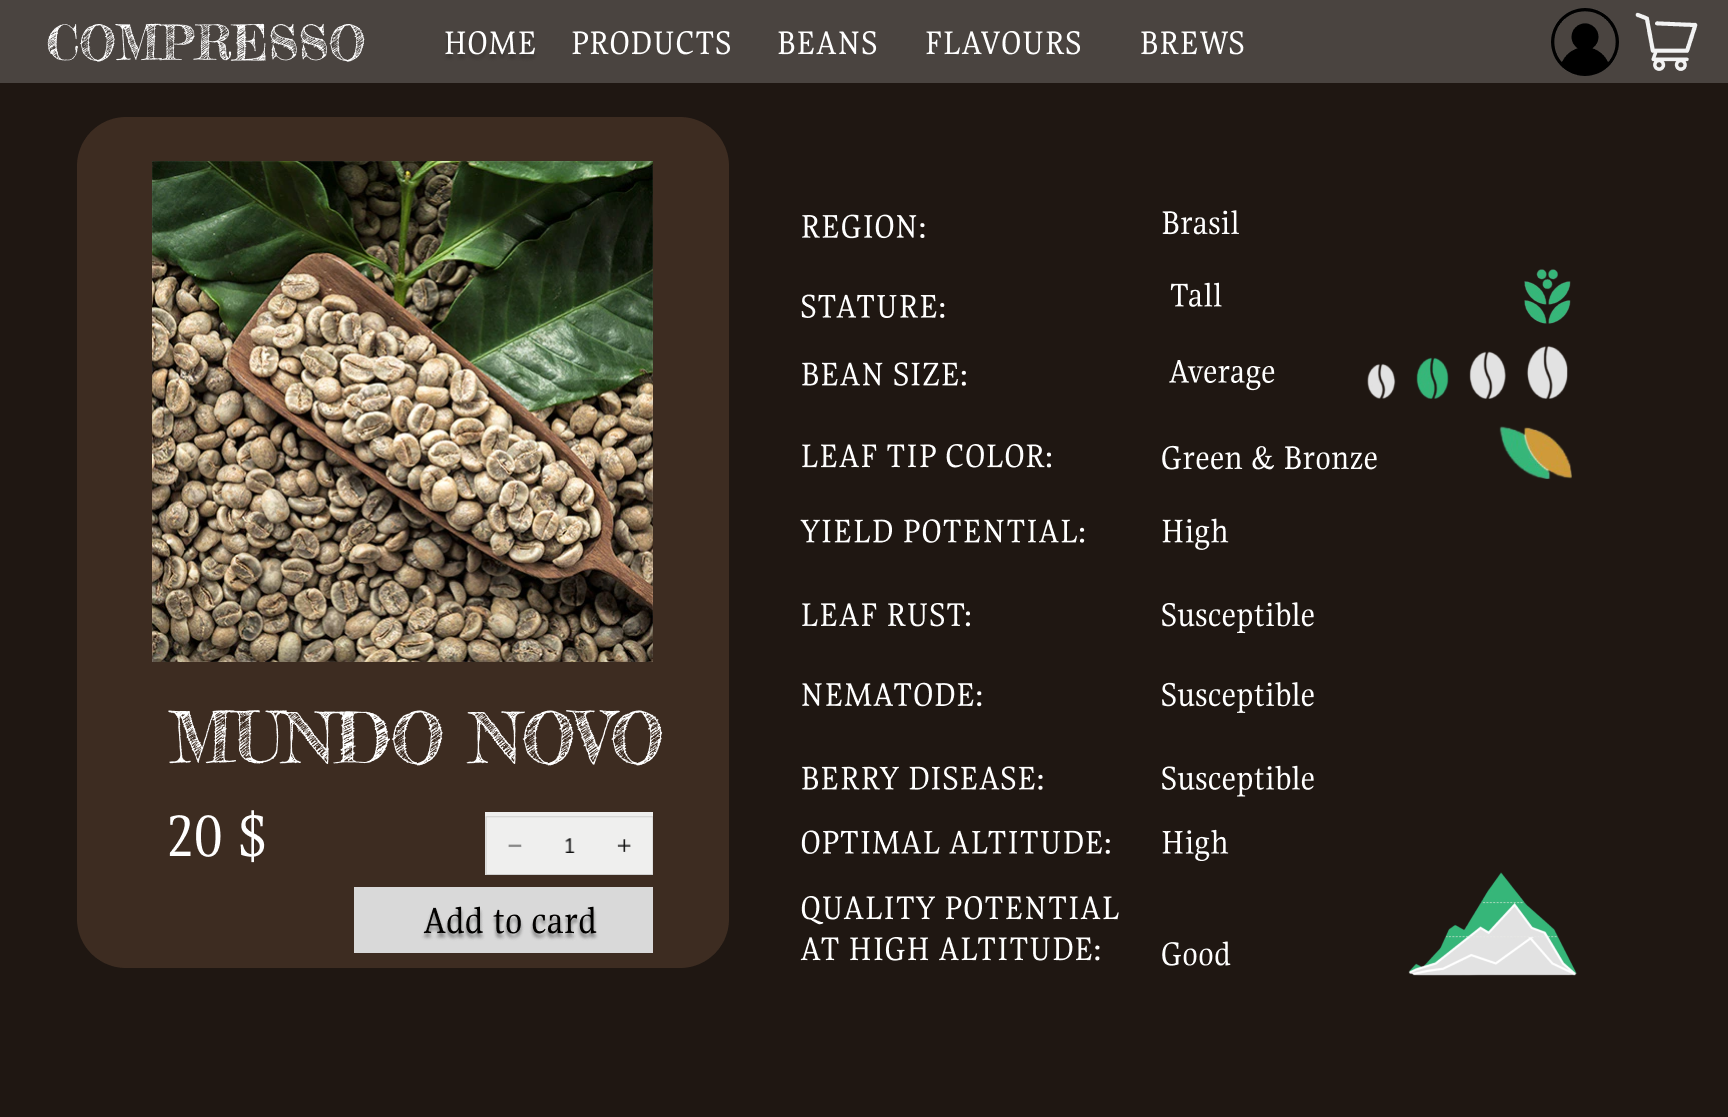 COMPRESSO
HOME PRODUCTS BEANS FLAVOURS BREWS
MUNDO NOVO
20 $
− 1 +
Add to card
REGION: Brasil
STATURE: Tall
BEAN SIZE: Average
LEAF TIP COLOR: Green & Bronze
YIELD POTENTIAL: High
LEAF RUST: Susceptible
NEMATODE: Susceptible
BERRY DISEASE: Susceptible
OPTIMAL ALTITUDE: High
QUALITY POTENTIAL
AT HIGH ALTITUDE: Good